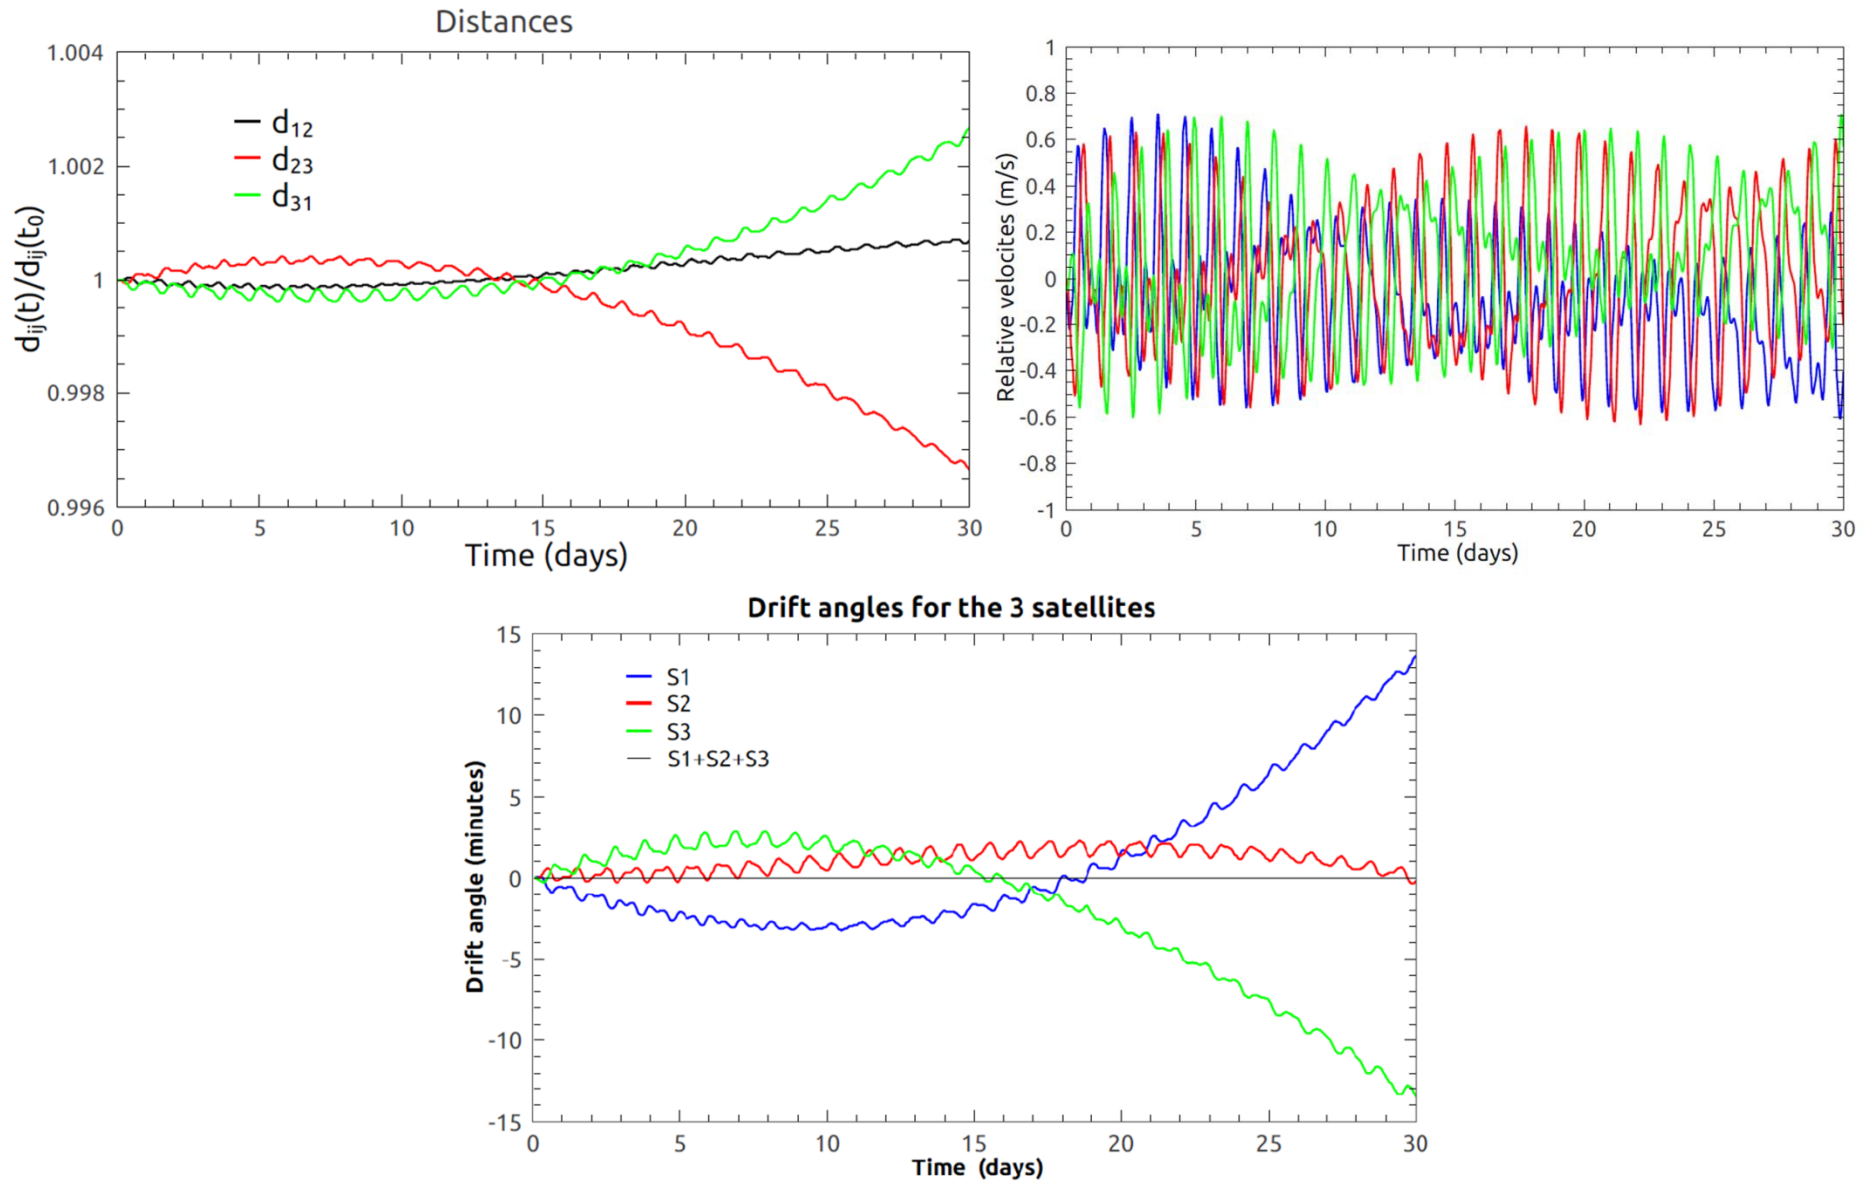 Distances
1.004
1.002
1
0.998
0.996
d12
d23
d31
dij(t)/dij(t0)
0 5 10 15 20 25 30
Time (days)
1
0.8
0.6
0.4
0.2
0
-0.2
-0.4
-0.6
-0.8
-1
Relative velocites (m/s)
0 5 10 15 20 25 30
Time (days)
Drift angles for the 3 satellites
15
10
5
0
-5
-10
-15
S1
S2
S3
S1+S2+S3
Drift angle (minutes)
0 5 10 15 20 25 30
Time (days)